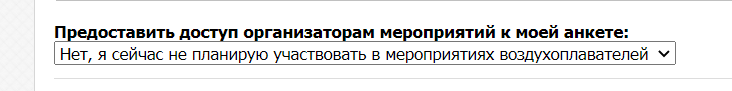 Предоставить доступ организаторам мероприятий к моей анкете:
Нет, я сейчас не планирую участвовать в мероприятиях воздухоплавателей